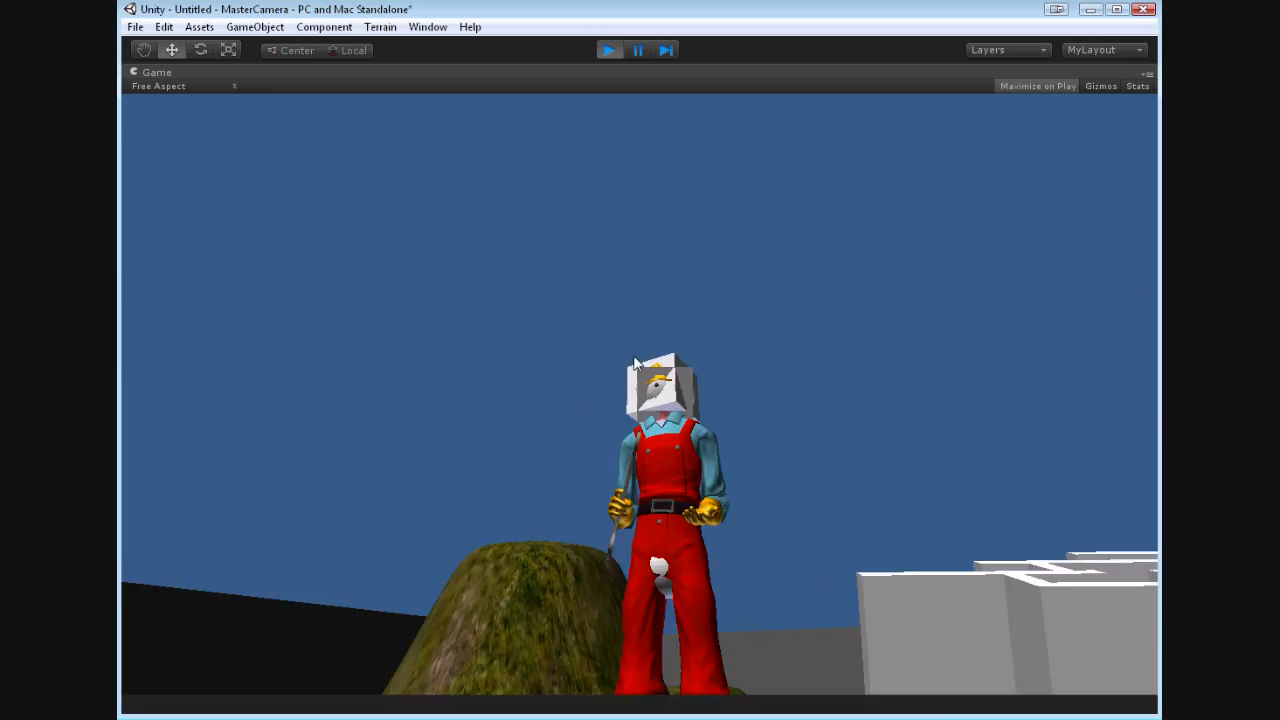 Unity - Untitled - MasterCamera - PC and Mac Standalone*
File Edit Assets GameObject Component Terrain Window Help
Center Local Layers MyLayout
Game
Free Aspect Maximize on Play Gizmos Stats